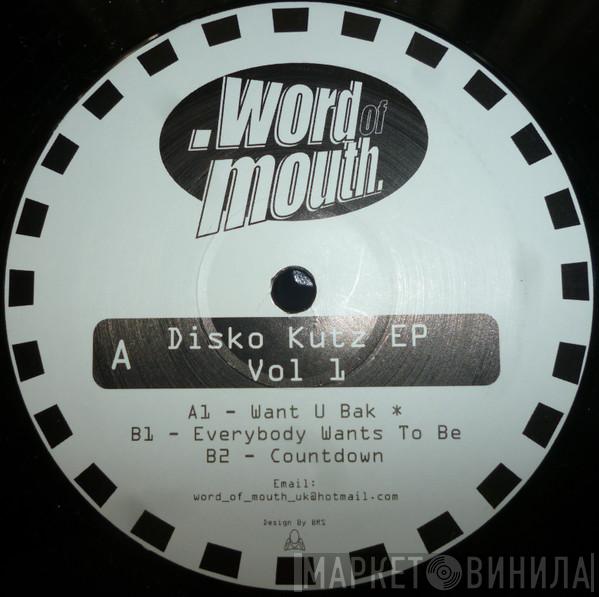 .Word of
mouth.
A
Disko Kutz EP
Vol 1
A1 - Want U Bak *
B1 - Everybody Wants To Be
B2 - Countdown
Email:
word_of_mouth_uk@hotmail.com
Design By BRS
МАРКЕТ ВИНИЛА